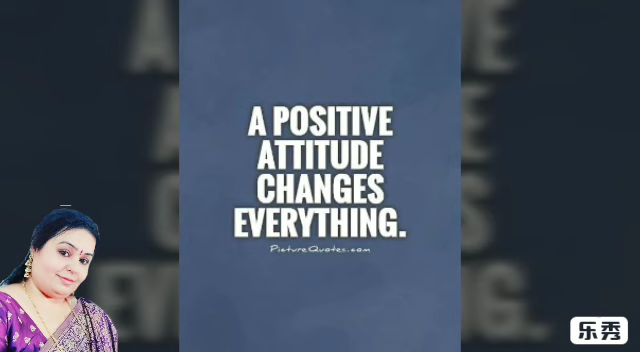 A POSITIVE
ATTITUDE
CHANGES
EVERYTHING.
PictureQuotes.com
乐秀